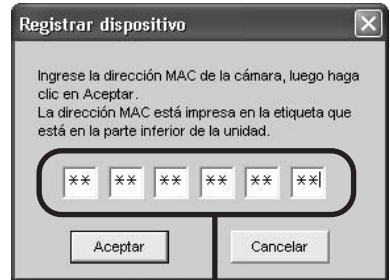 Registrar dispositivo
Ingrese la dirección MAC de la cámara, luego haga
clic en Aceptar.
La dirección MAC está impresa en la etiqueta que
está en la parte inferior de la unidad.
** ** ** ** ** **
Aceptar Cancelar